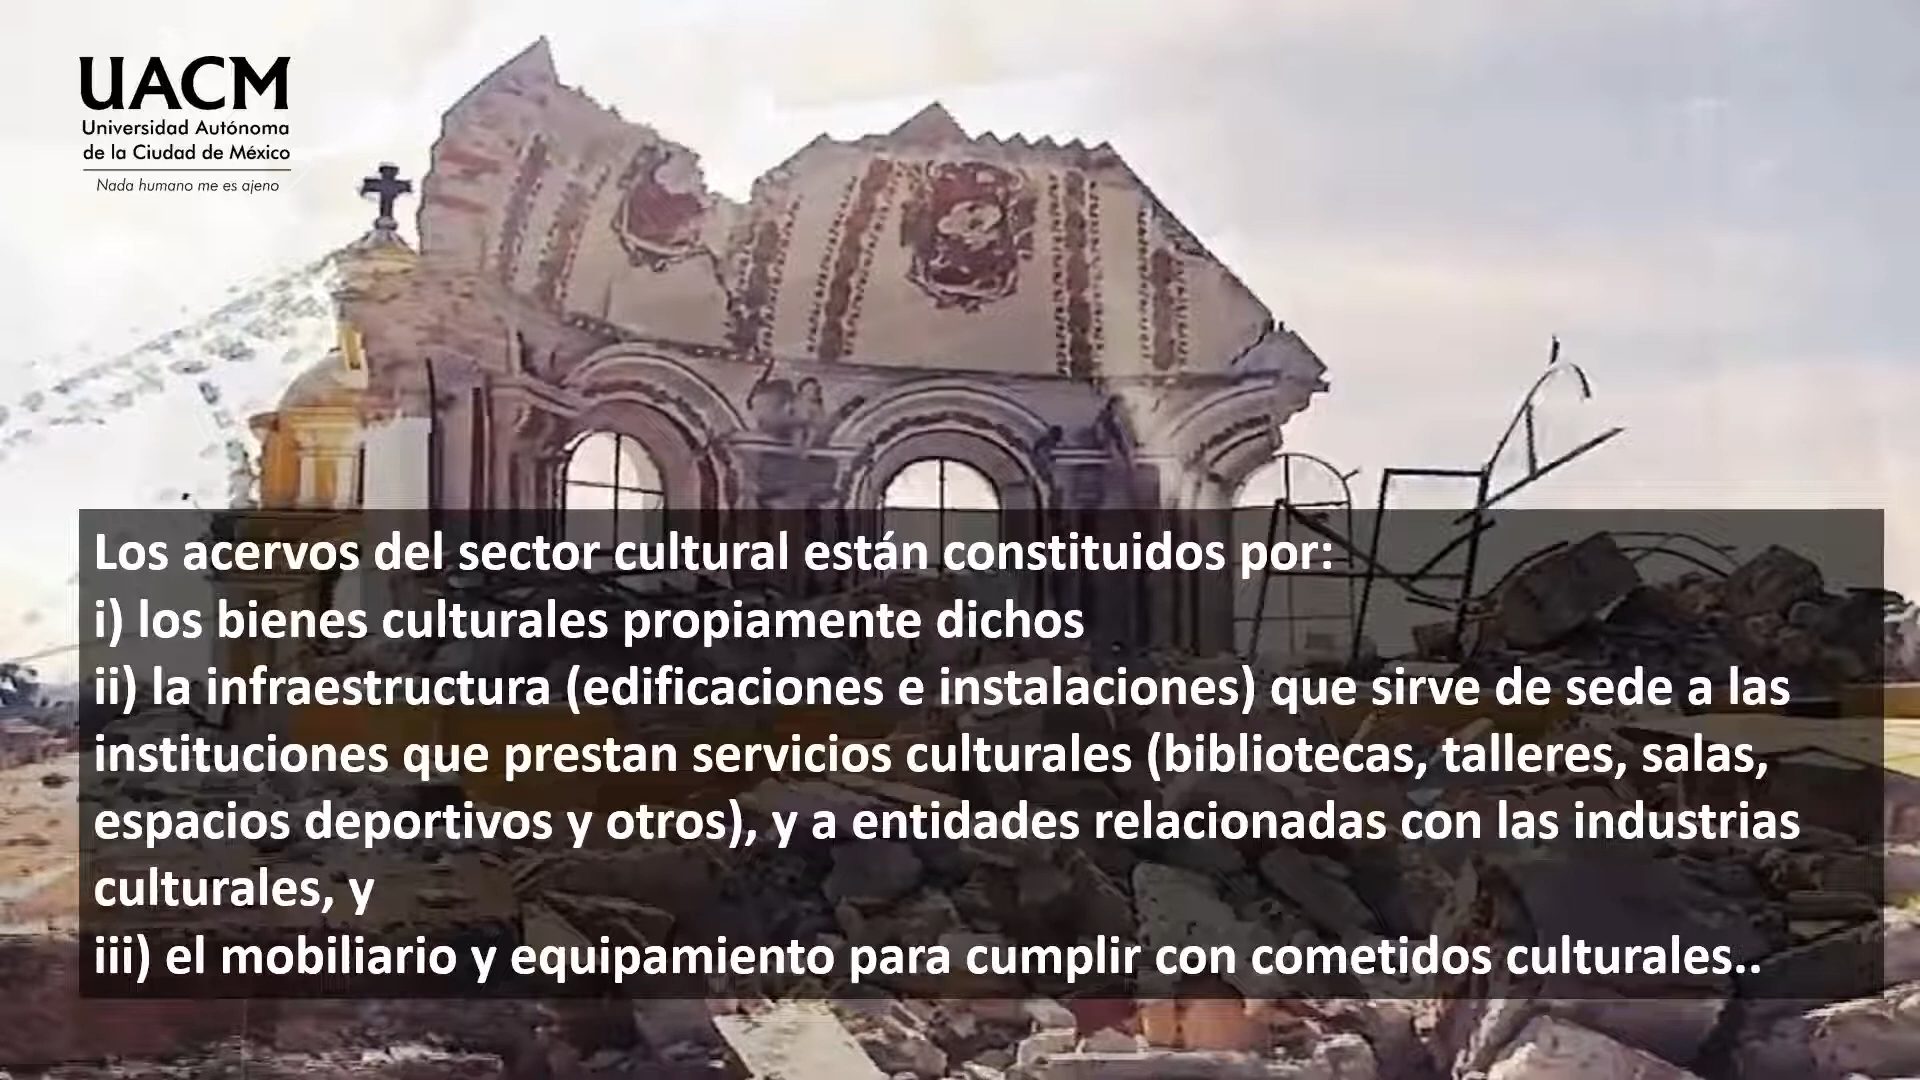 UACM
Universidad Autónoma
de la Ciudad de México
Nada humano me es ajeno
Los acervos del sector cultural están constituidos por:
i) los bienes culturales propiamente dichos
ii) la infraestructura (edificaciones e instalaciones) que sirve de sede a las
instituciones que prestan servicios culturales (bibliotecas, talleres, salas,
espacios deportivos y otros), y a entidades relacionadas con las industrias
culturales, y
iii) el mobiliario y equipamiento para cumplir con cometidos culturales..